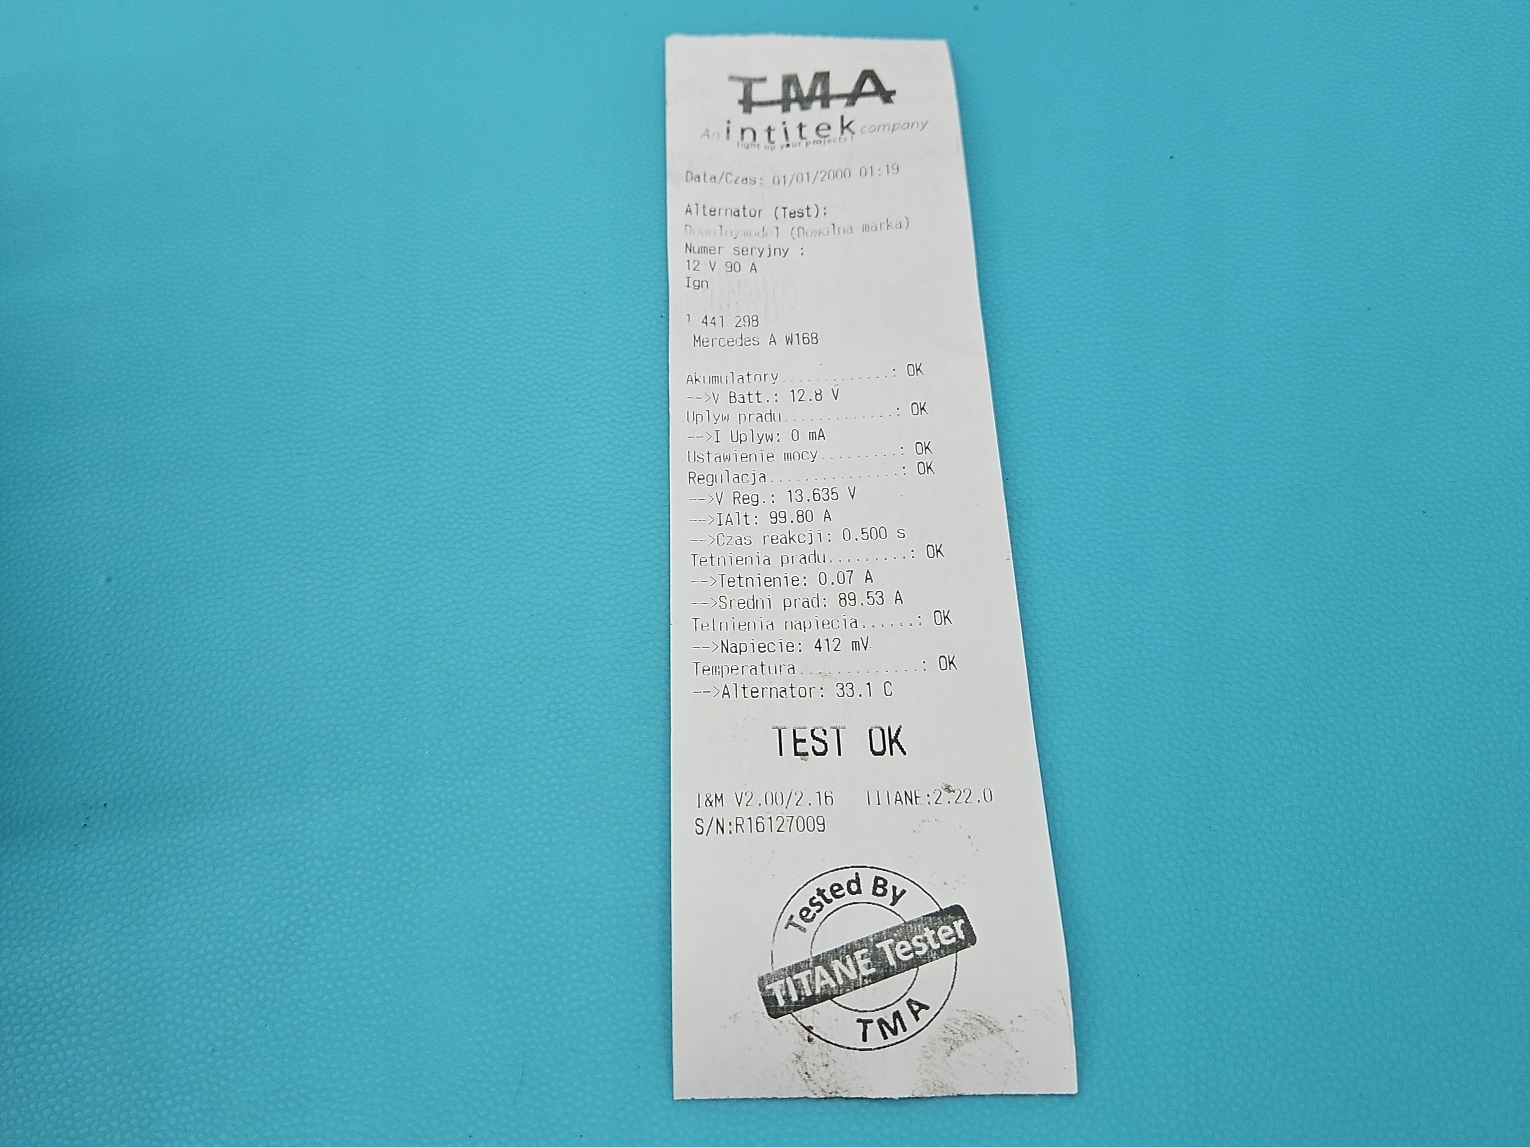 TMA
An intitek company
light up your projects !
Data/Czas: 01/01/2000 01:19
Alternator (Test):
Dowolny model (Dowolna marka)
Numer seryjny :
12 V 90 A
Ign
1 441 298
Mercedes A W168
Akumulatory.............: OK
-->V Batt.: 12.8 V
Uplyw pradu.............: OK
-->I Uplyw: 0 mA
Ustawienie mocy.........: OK
Regulacja...............: OK
-->V Reg.: 13.635 V
-->IAlt: 99.80 A
-->Czas reakcji: 0.500 s
Tetnienia pradu.........: OK
-->Tetnienie: 0.07 A
-->Sredni prad: 89.53 A
Tetnienia napiecia......: OK
-->Napiecie: 412 mV
Temperatura.............: OK
-->Alternator: 33.1 C
TEST OK
I&M V2.00/2.16 TITANE:2.22.0
S/N:R16127009
Tested By
TITANE Tester
TMA